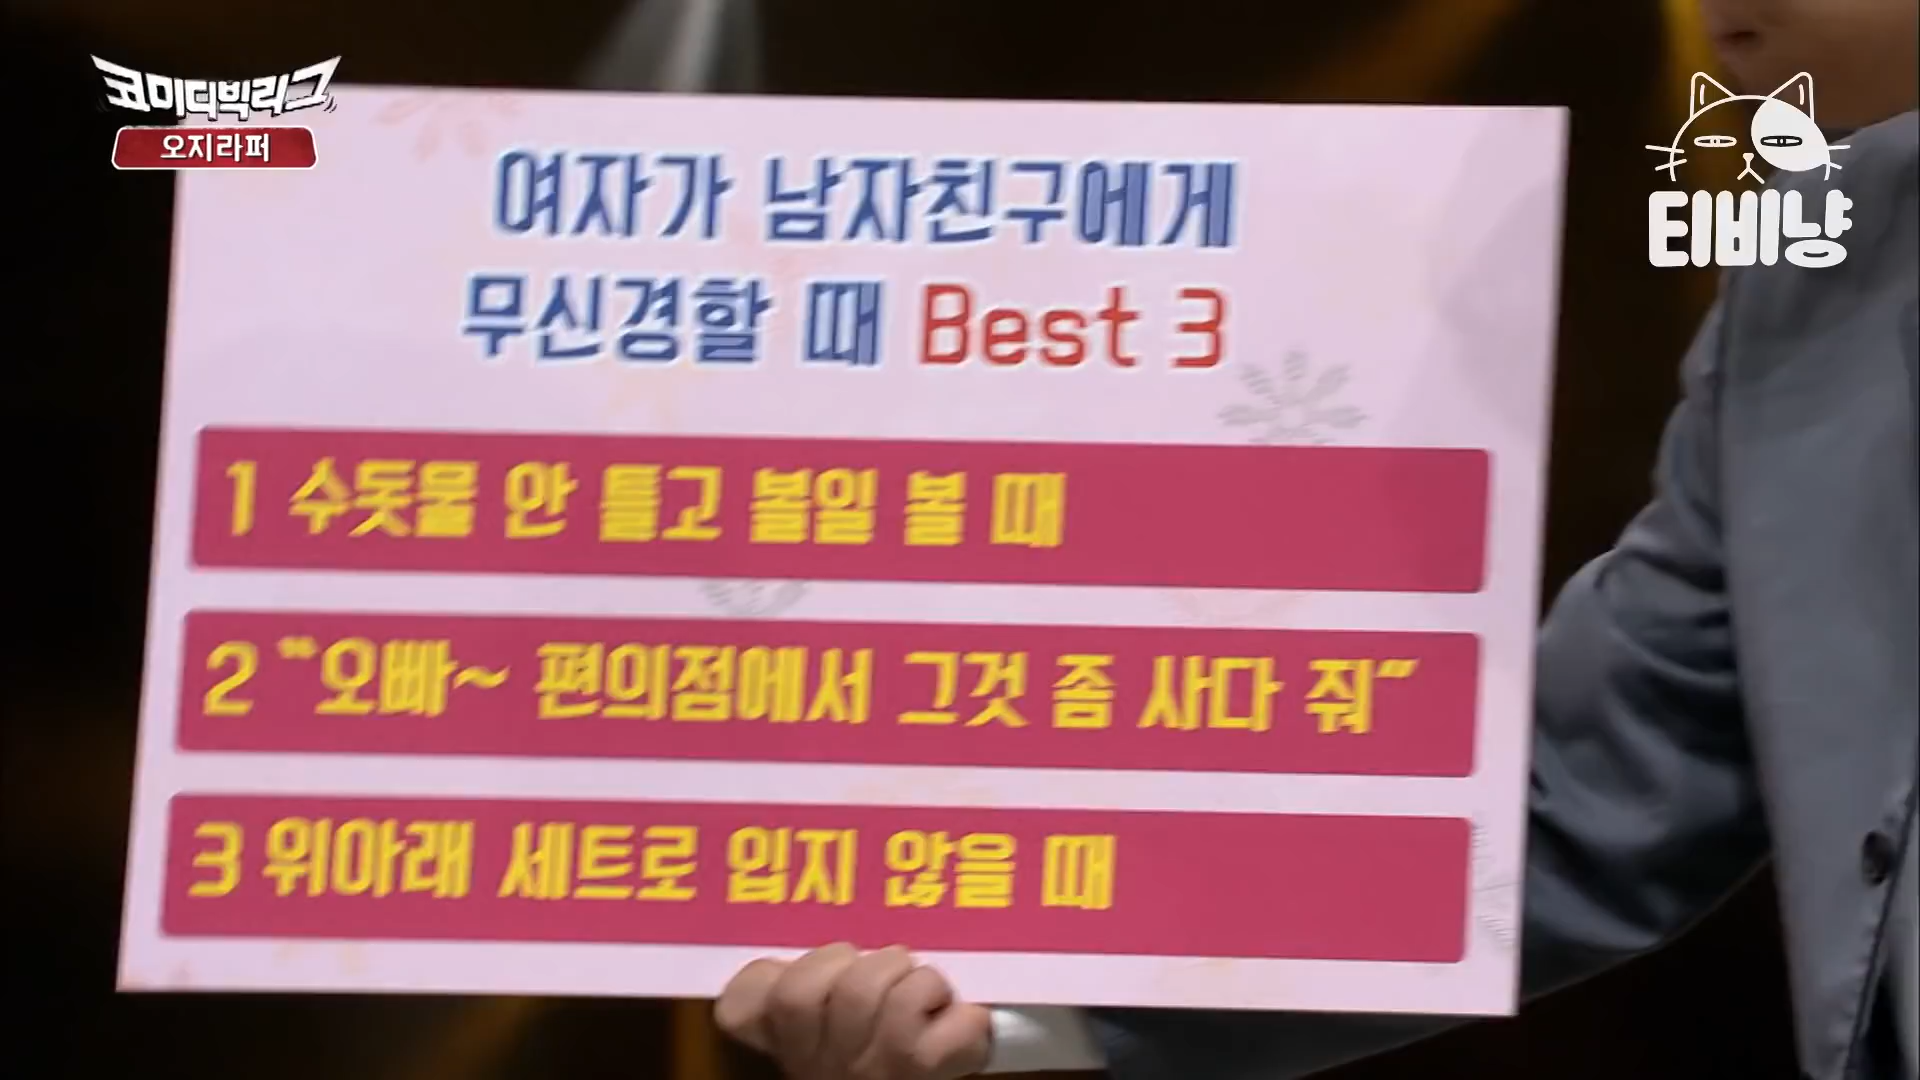 코미디빅리그
오지라퍼
티비냥
여자가 남자친구에게
무신경할 때 Best 3
1 수돗물 안 틀고 볼일 볼 때
2 "오빠~ 편의점에서 그것 좀 사다 줘"
3 위아래 세트로 입지 않을 때